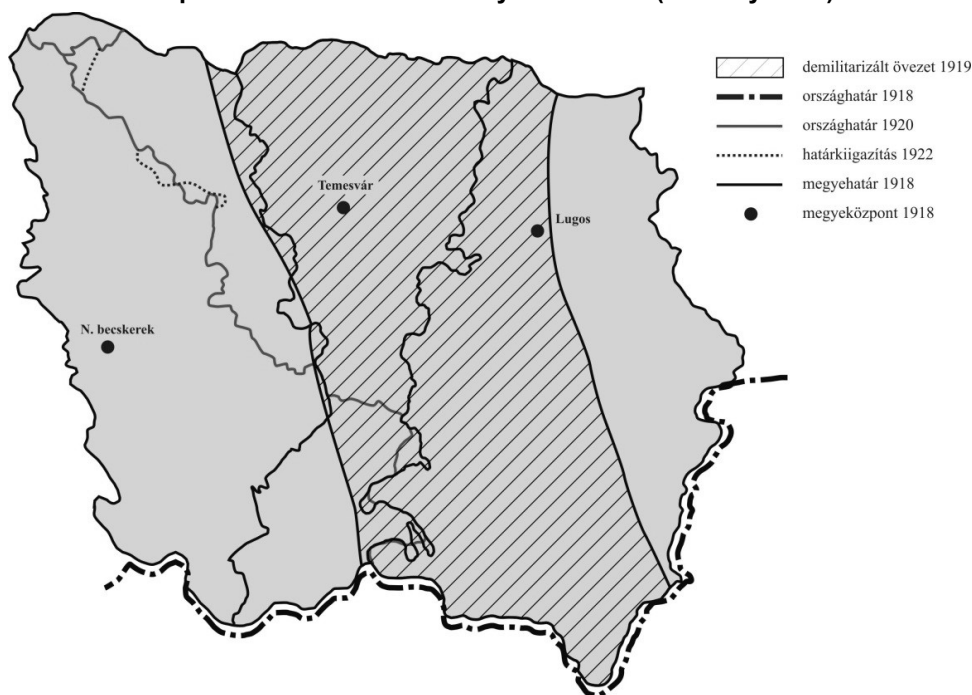 demilitarizált övezet 1919
országhatár 1918
országhatár 1920
határkiigazítás 1922
megyehatár 1918
megyeközpont 1918
Temesvár
Lugos
N. becskerek